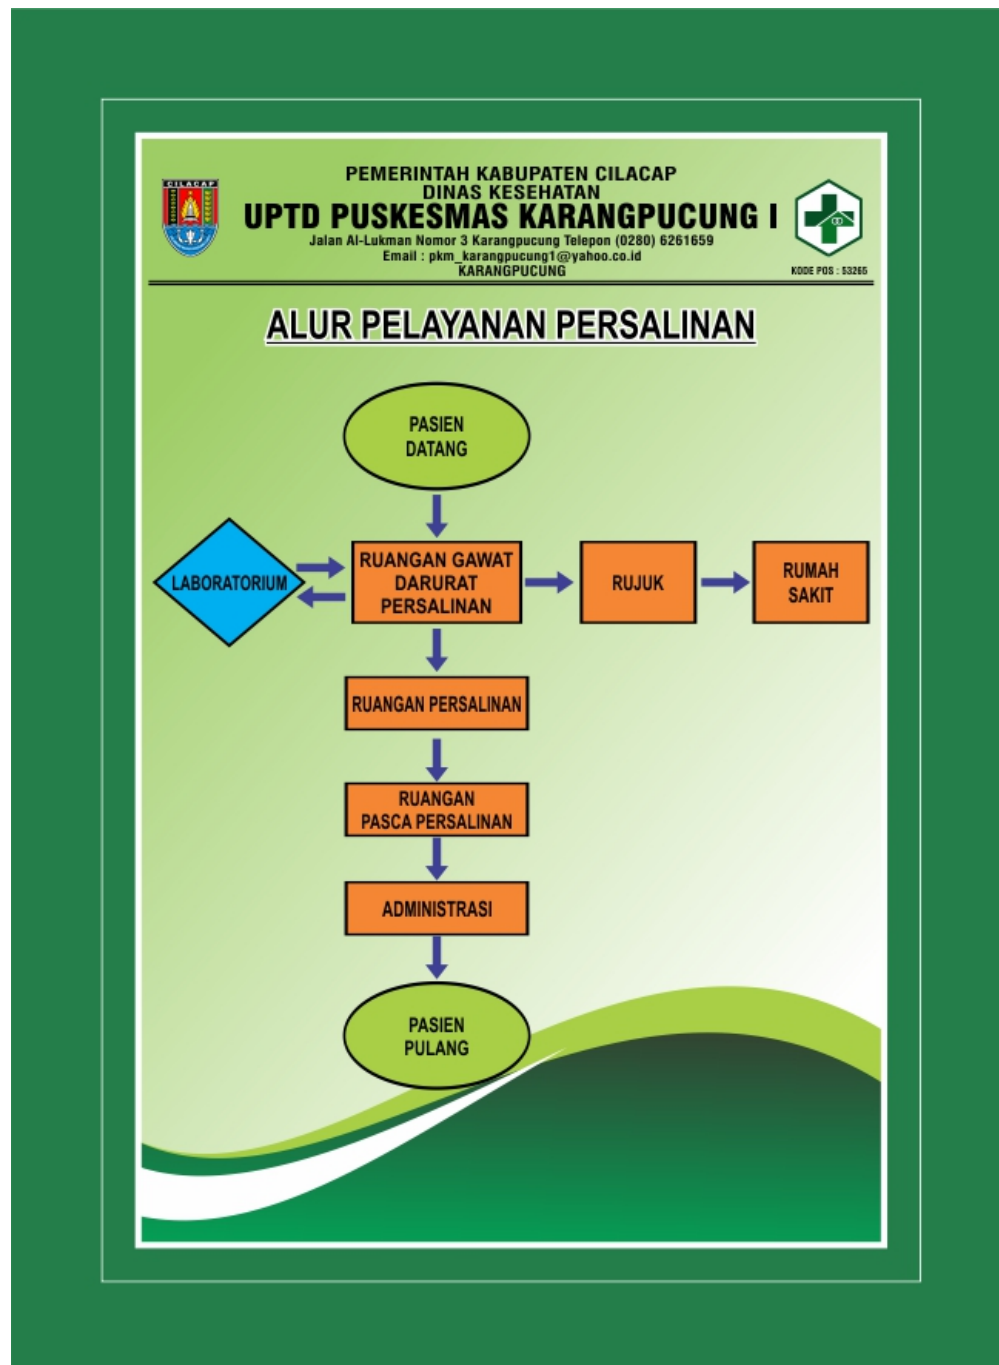 CILACAP
PEMERINTAH KABUPATEN CILACAP
DINAS KESEHATAN
UPTD PUSKESMAS KARANGPUCUNG I
Jalan Al-Lukman Nomor 3 Karangpucung Telepon (0280) 6261659
Email : pkm_karangpucung1@yahoo.co.id
KARANGPUCUNG
KODE POS : 53265
ALUR PELAYANAN PERSALINAN
PASIEN
DATANG
LABORATORIUM
RUANGAN GAWAT
DARURAT
PERSALINAN
RUJUK
RUMAH
SAKIT
RUANGAN PERSALINAN
RUANGAN
PASCA PERSALINAN
ADMINISTRASI
PASIEN
PULANG